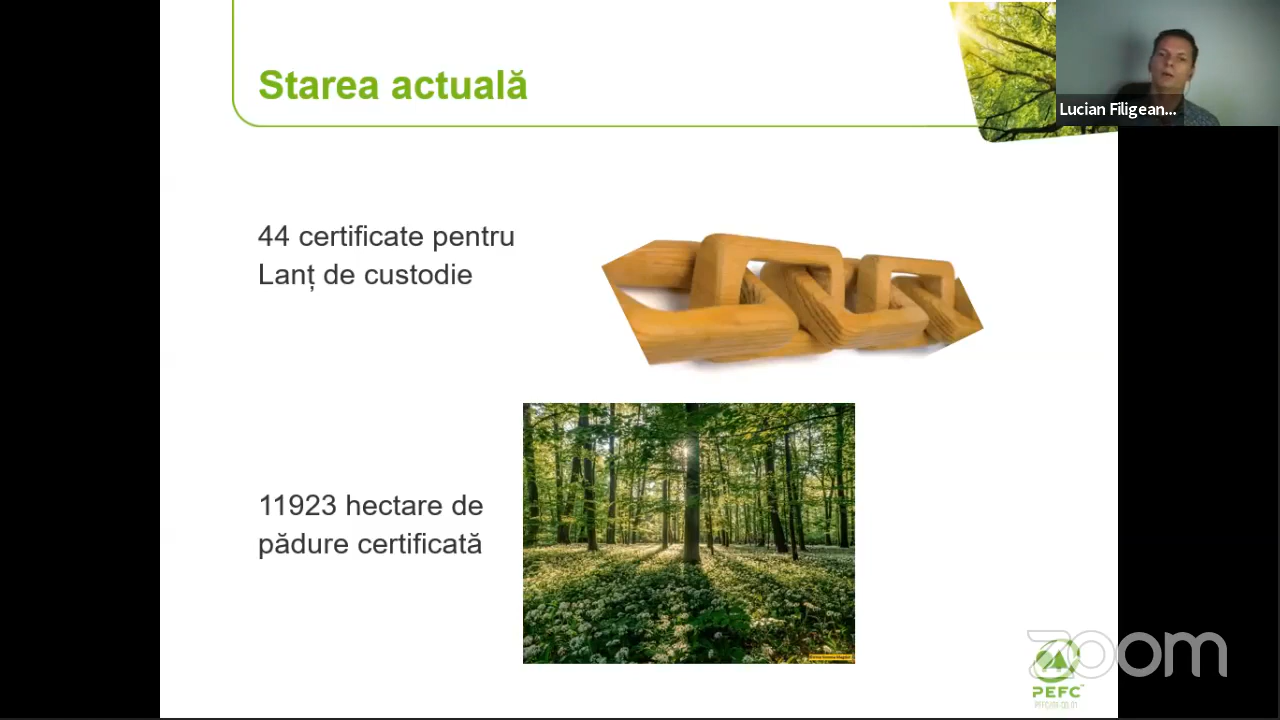 Starea actuală
Lucian Filigean...
44 certificate pentru
Lanț de custodie
11923 hectare de
pădure certificată
zoom
PEFC